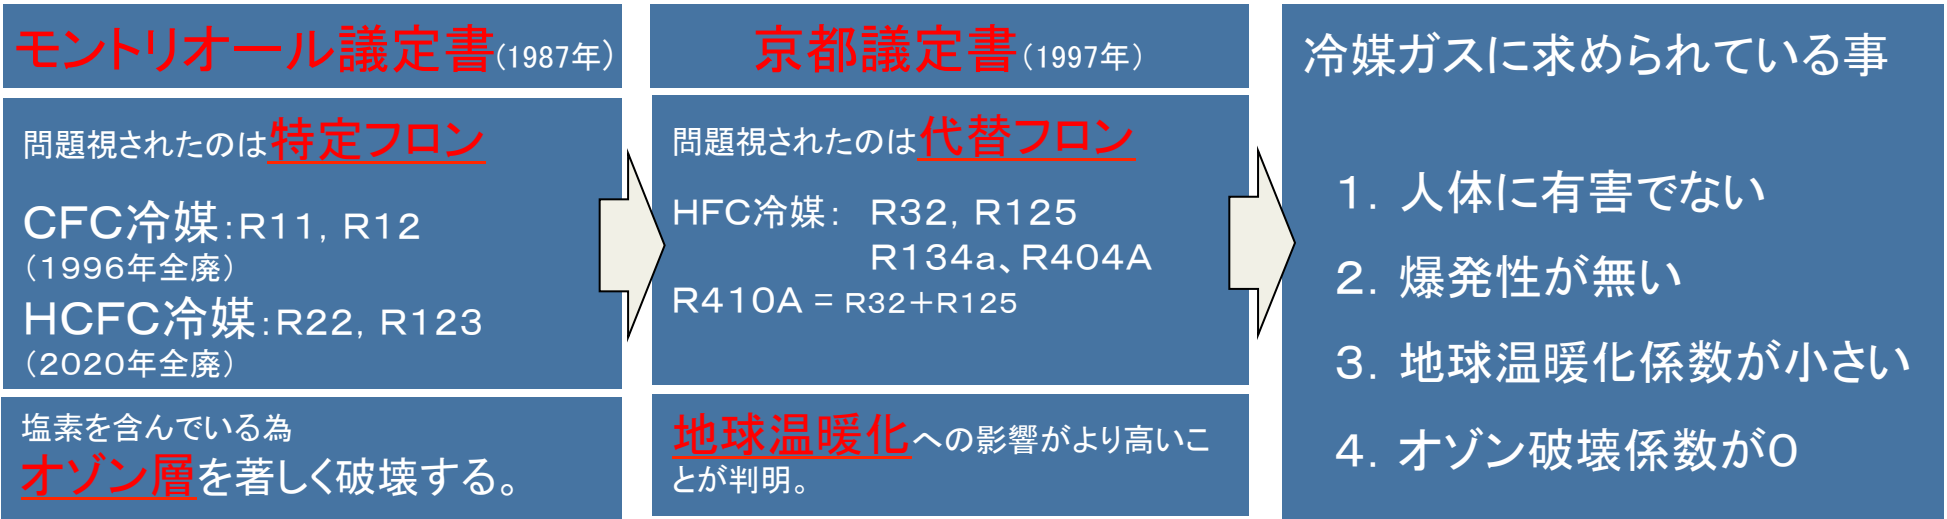 モントリオール議定書(1987年)
問題視されたのは特定フロン
CFC冷媒:R11, R12
(1996年全廃)
HCFC冷媒:R22, R123
(2020年全廃)
塩素を含んでいる為
オゾン層を著しく破壊する。
京都議定書(1997年)
問題視されたのは代替フロン
HFC冷媒: R32, R125
R134a、R404A
R410A = R32+R125
地球温暖化への影響がより高いこ
とが判明。
冷媒ガスに求められている事
1. 人体に有害でない
2. 爆発性が無い
3. 地球温暖化係数が小さい
4. オゾン破壊係数が0